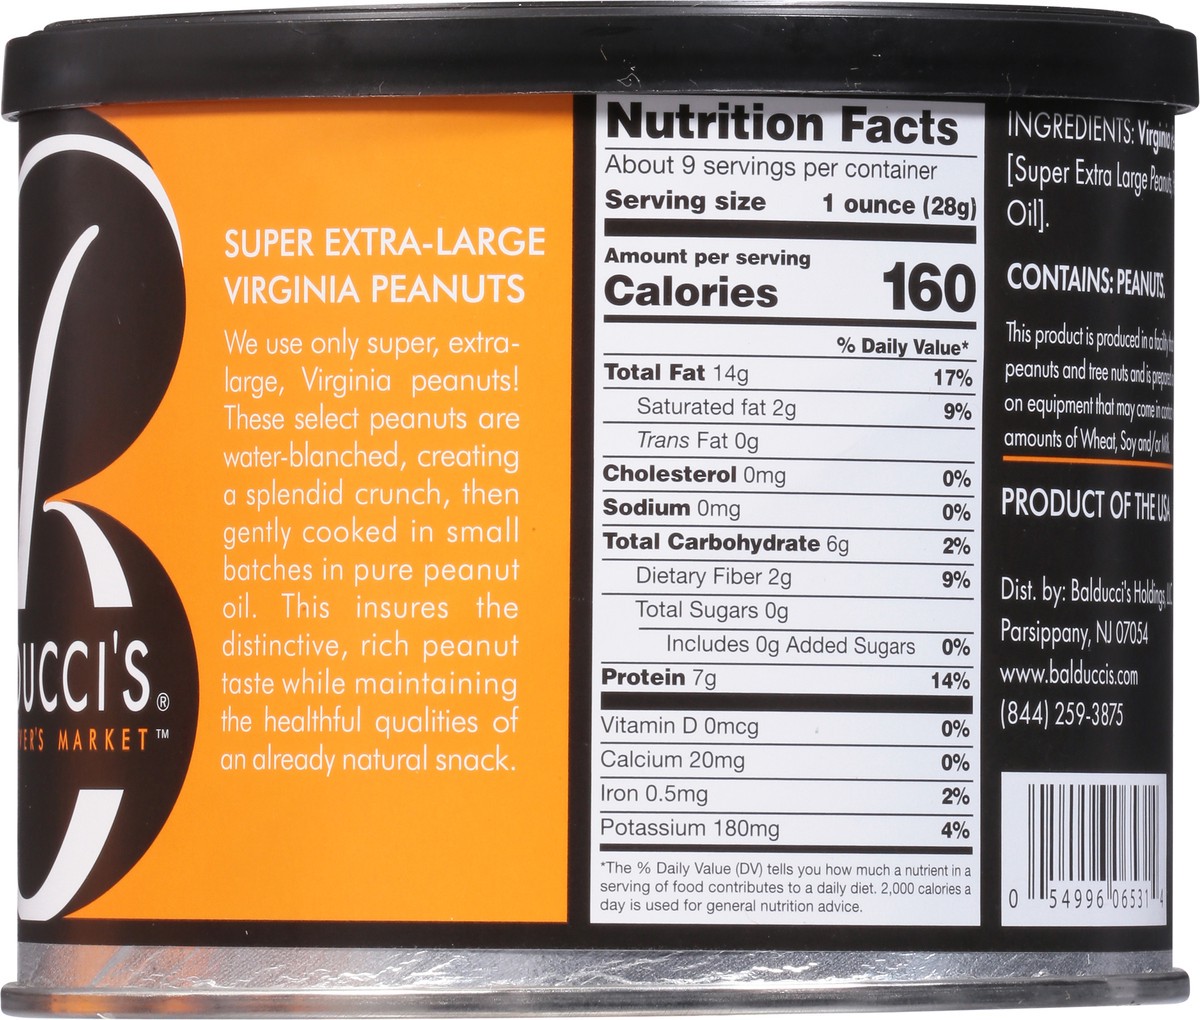 UCCI'S®
ER'S MARKET™
SUPER EXTRA-LARGE
VIRGINIA PEANUTS
We use only super, extra-
large, Virginia peanuts!
These select peanuts are
water-blanched, creating
a splendid crunch, then
gently cooked in small
batches in pure peanut
oil. This insures the
distinctive, rich peanut
taste while maintaining
the healthful qualities of
an already natural snack.
Nutrition Facts
About 9 servings per container
Serving size 1 ounce (28g)
Amount per serving
Calories 160
% Daily Value*
Total Fat 14g 17%
Saturated fat 2g 9%
Trans Fat 0g
Cholesterol 0mg 0%
Sodium 0mg 0%
Total Carbohydrate 6g 2%
Dietary Fiber 2g 9%
Total Sugars 0g
Includes 0g Added Sugars 0%
Protein 7g 14%
Vitamin D 0mcg 0%
Calcium 20mg 0%
Iron 0.5mg 2%
Potassium 180mg 4%
*The % Daily Value (DV) tells you how much a nutrient in a
serving of food contributes to a daily diet. 2,000 calories a
day is used for general nutrition advice.
INGREDIENTS: Virginia
[Super Extra Large Peanuts,
Oil].
CONTAINS: PEANUTS.
This product is produced in a facility
peanuts and tree nuts and is prepared
on equipment that may come in
amounts of Wheat, Soy and/or Milk.
PRODUCT OF THE USA
Dist. by: Balducci's Holdings, LLC
Parsippany, NJ 07054
www.balduccis.com
(844) 259-3875
0 54996 06531 4